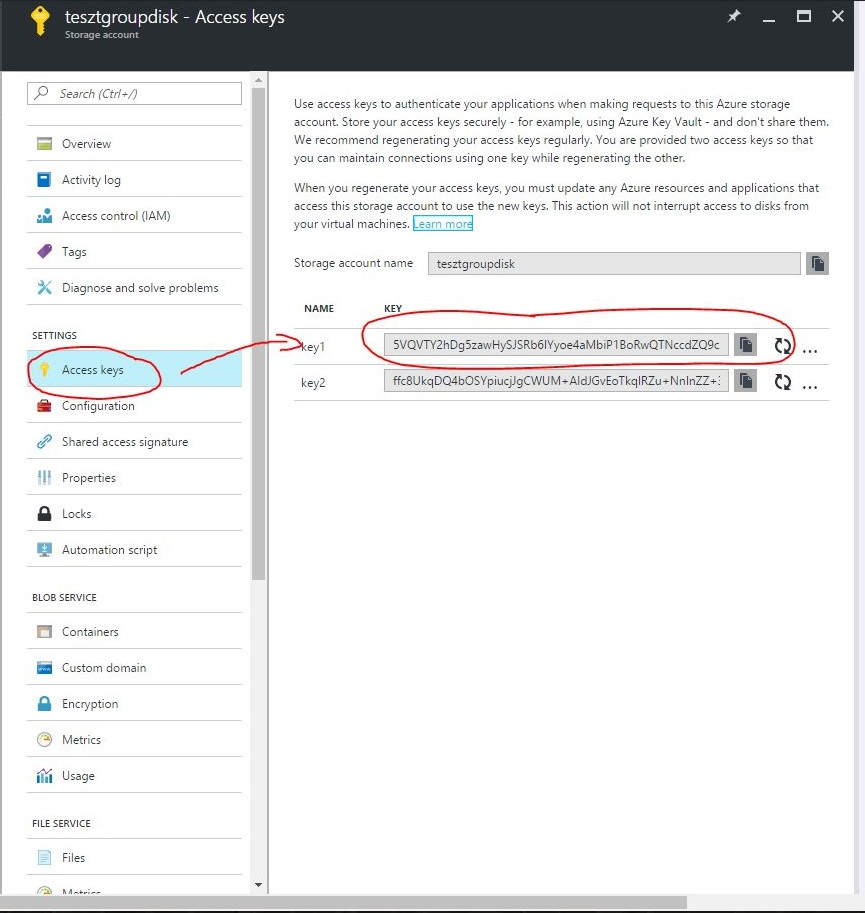 tesztgroupdisk - Access keys
Storage account
Search (Ctrl+/)
Overview
Activity log
Access control (IAM)
Tags
Diagnose and solve problems
SETTINGS
Access keys
Configuration
Shared access signature
Properties
Locks
Automation script
BLOB SERVICE
Containers
Custom domain
Encryption
Metrics
Usage
FILE SERVICE
Files
Metrics
Use access keys to authenticate your applications when making requests to this Azure storage
account. Store your access keys securely - for example, using Azure Key Vault - and don't share them.
We recommend regenerating your access keys regularly. You are provided two access keys so that
you can maintain connections using one key while regenerating the other.
When you regenerate your access keys, you must update any Azure resources and applications that
access this storage account to use the new keys. This action will not interrupt access to disks from
your virtual machines. Learn more
Storage account name tesztgroupdisk
NAME KEY
key1 ...
key2 ...